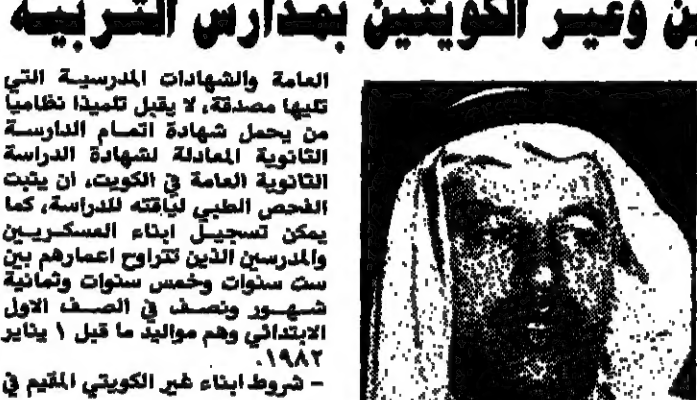 ين وغير الكويتين بمدارس التربية
العامة والشهادات المدرسية التي
تليها مصدقة، لا يقبل تلميذا نظاميا
من يحمل شهادة اتمام الدارسة
الثانوية المعادلة لشهادة الدراسة
الثانوية العامة في الكويت، ان يثبت
الفحص الطبي لياقته للدراسة، كما
يمكن تسجيل ابناء العسكريين
والمدرسين الذين تتراوح اعمارهم بين
ست سنوات وخمس سنوات وثمانية
شهور ونصف في الصف الاول
الابتدائي وهم مواليد ما قبل ١ يناير
١٩٨٢.
– شروط ابناء غير الكويتي المقيم في